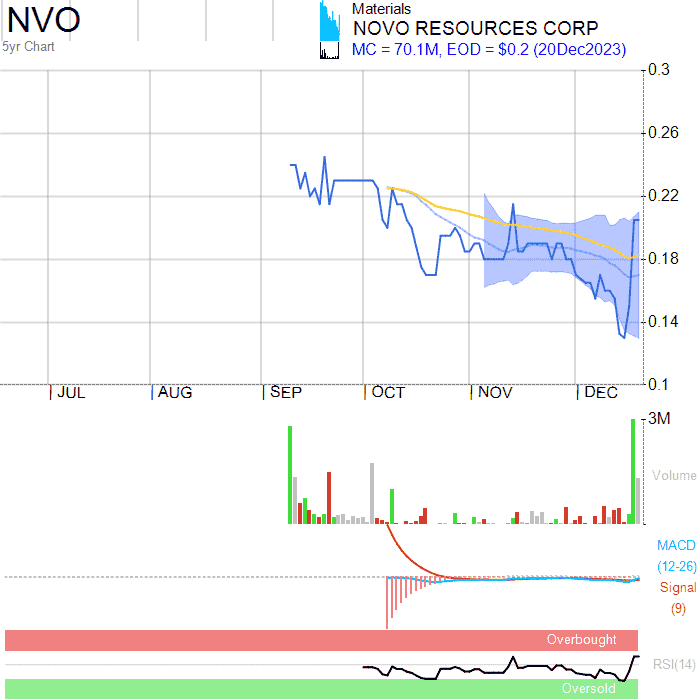 NVO
5yr Chart
Materials
NOVO RESOURCES CORP
MC = 70.1M, EOD = $0.2 (20Dec2023)
0.3
0.26
0.22
0.18
0.14
0.1
JUL
AUG
SEP
OCT
NOV
DEC
3M
Volume
MACD
(12-26)
Signal
(9)
Overbought
RSI(14)
Oversold